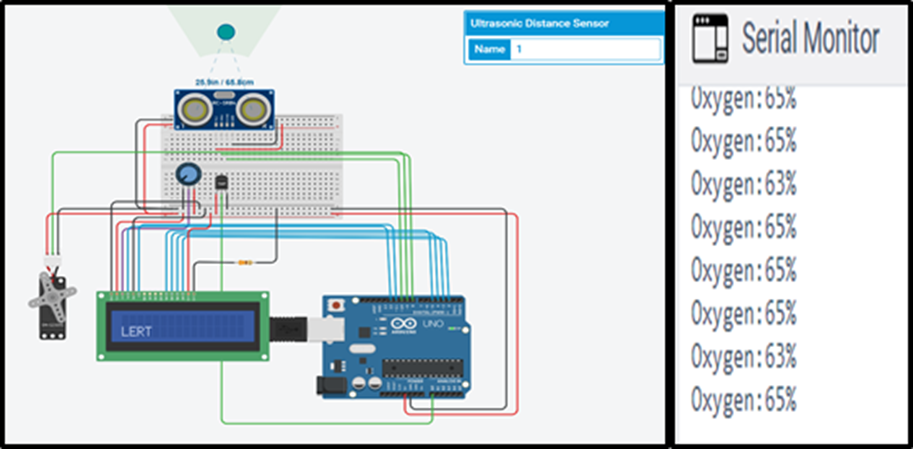 Ultrasonic Distance Sensor
Name 1
25.9in / 65.8cm
LERT
UNO
ARDUINO
Serial Monitor
Oxygen:65%
Oxygen:65%
Oxygen:63%
Oxygen:65%
Oxygen:65%
Oxygen:65%
Oxygen:63%
Oxygen:65%